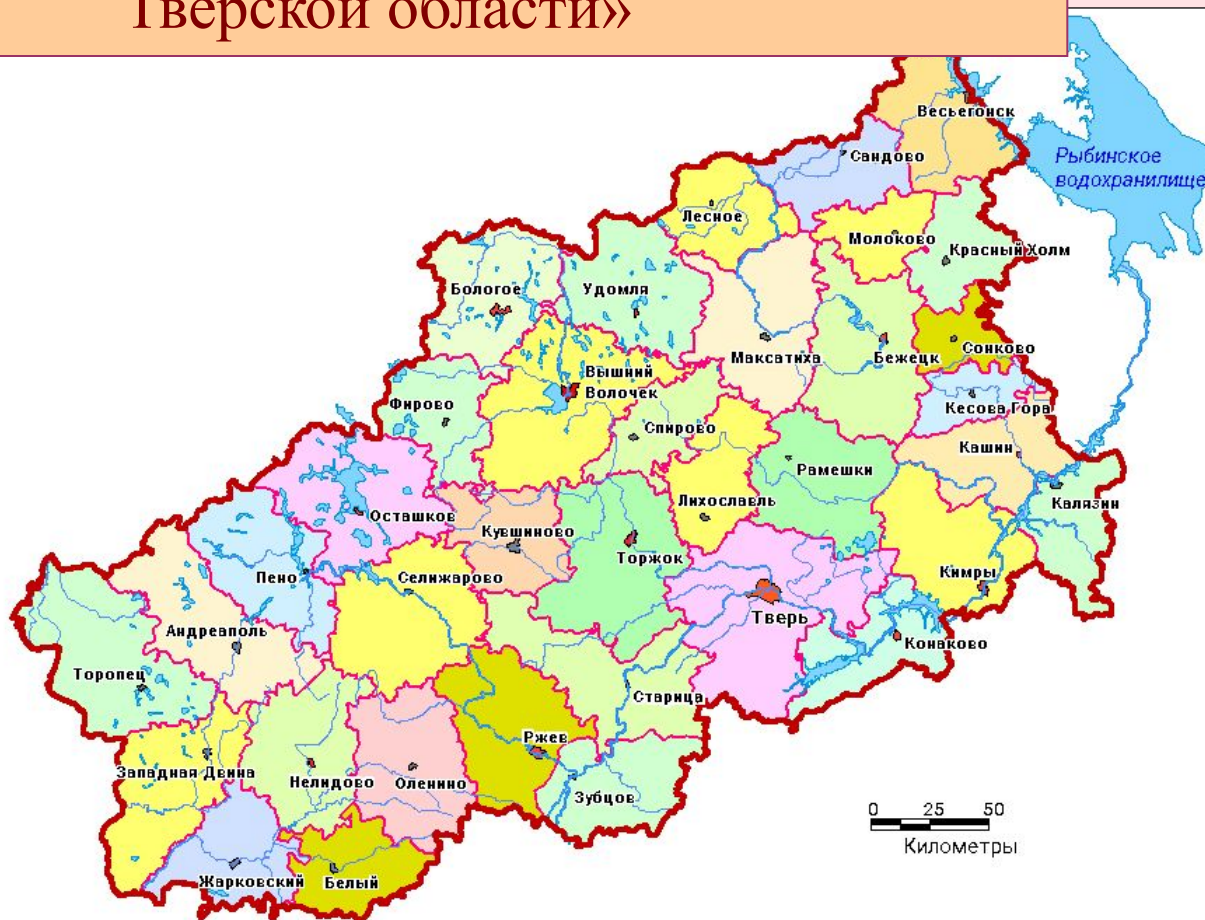 Тверской области»
Весьегонск
Сандово
Рыбинское
водохранилище
Лесное
Молоково
Красный Холм
Бологое
Удомля
Максатиха
Бежецк
Сонково
Вышний
Волочек
Фирово
Кесова Гора
Спирово
Кашин
Рамешки
Лихославль
Калязин
Осташков
Кувшиново
Торжок
Пено
Селижарово
Кимры
Тверь
Андреаполь
Конаково
Торопец
Старица
Ржев
Западная Двина
Нелидово
Оленино
Зубцов
0 25 50
Километры
Жарковский
Белый